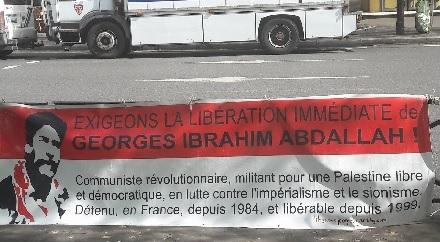 EXIGEONS LA LIBÉRATION IMMÉDIATE de
GEORGES IBRAHIM ABDALLAH !
Communiste révolutionnaire, militant pour une Palestine libre
et démocratique, en lutte contre l'impérialisme et le sionisme.
Détenu, en France, depuis 1984, et libérable depuis 1999.